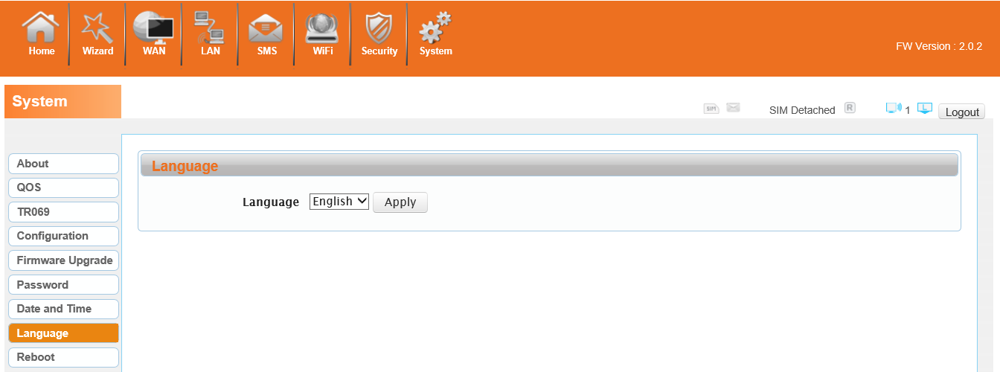 Home Wizard WAN LAN SMS WiFi Security System
FW Version : 2.0.2
System
SIM SIM Detached R 1 L Logout
About
QOS
TR069
Configuration
Firmware Upgrade
Password
Date and Time
Language
Reboot
Language
Language English Apply